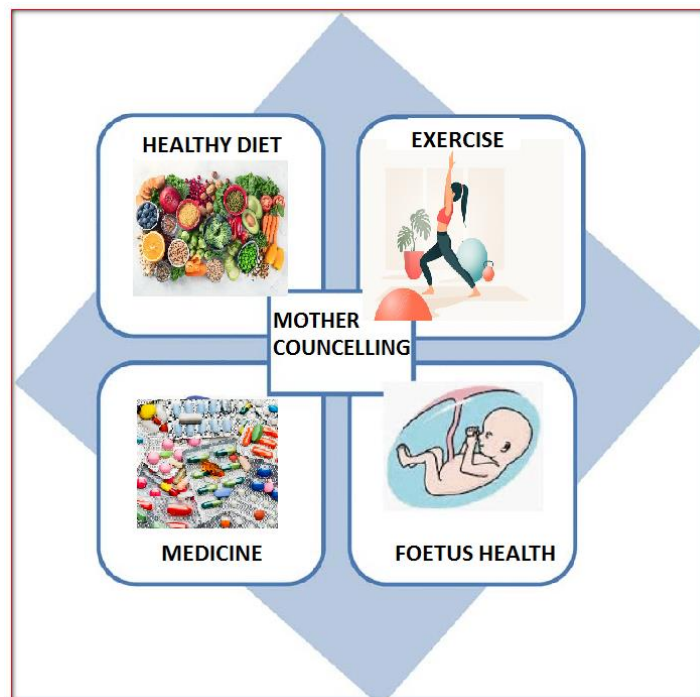 HEALTHY DIET
EXERCISE
MOTHER
COUNCELLING
MEDICINE
FOETUS HEALTH